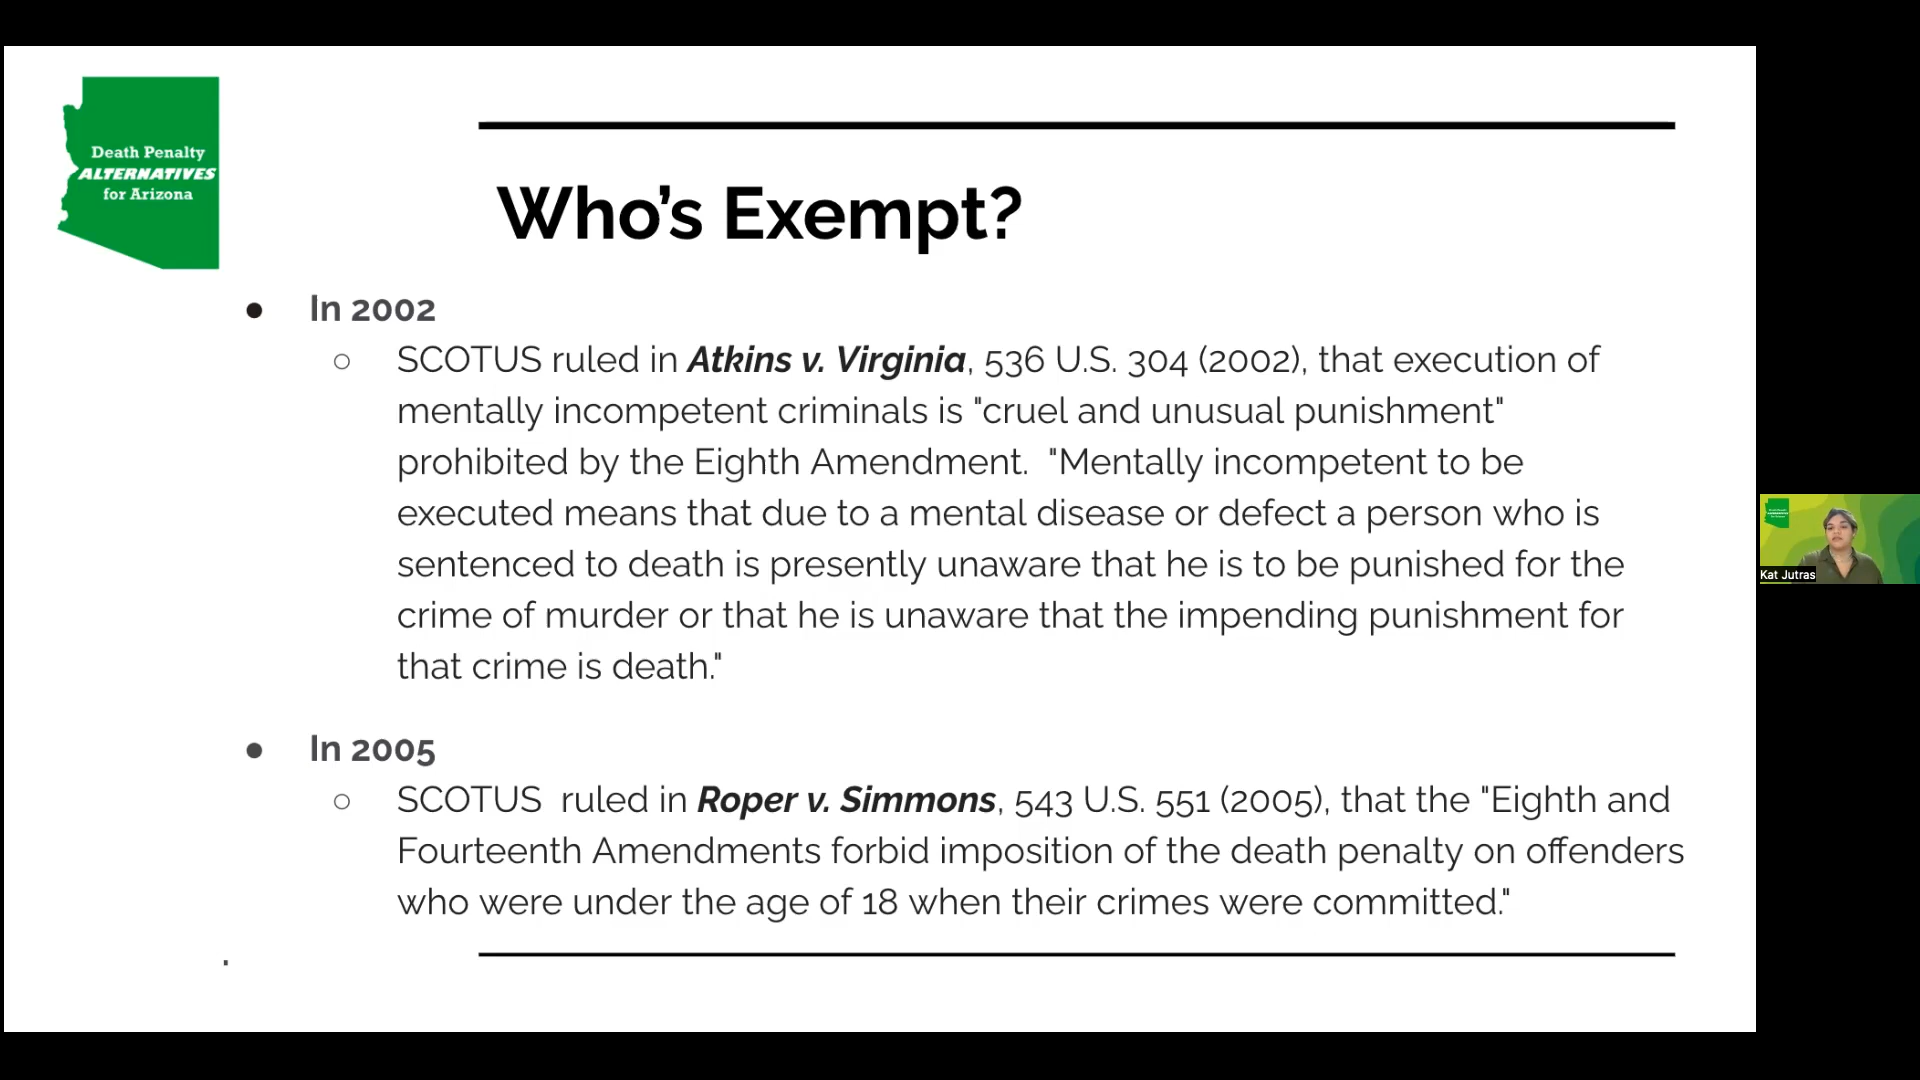 Death Penalty
ALTERNATIVES
for Arizona
Who's Exempt?
● In 2002
○ SCOTUS ruled in Atkins v. Virginia, 536 U.S. 304 (2002), that execution of
mentally incompetent criminals is "cruel and unusual punishment"
prohibited by the Eighth Amendment.  "Mentally incompetent to be
executed means that due to a mental disease or defect a person who is
sentenced to death is presently unaware that he is to be punished for the
crime of murder or that he is unaware that the impending punishment for
that crime is death."
● In 2005
○ SCOTUS  ruled in Roper v. Simmons, 543 U.S. 551 (2005), that the "Eighth and
Fourteenth Amendments forbid imposition of the death penalty on offenders
who were under the age of 18 when their crimes were committed."
.
Kat Jutras